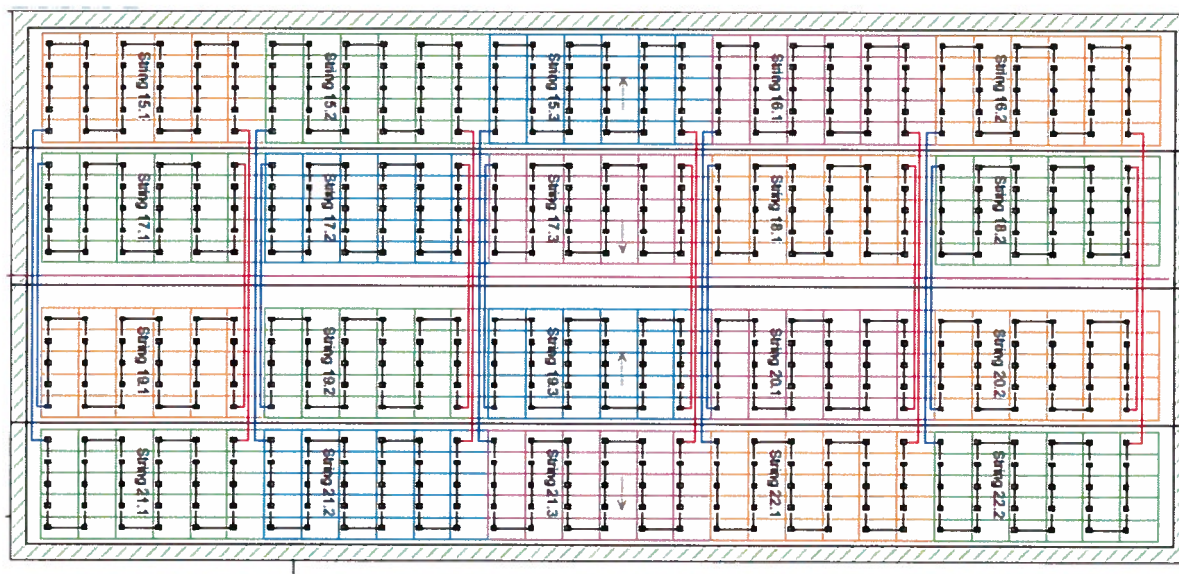 String 15.1
String 15.2
String 15.3
String 16.1
String 16.2
String 17.1
String 17.2
String 17.3
String 18.1
String 18.2
String 19.1
String 19.2
String 19.3
String 20.1
String 20.2
String 21.1
String 21.2
String 21.3
String 22.1
String 22.2